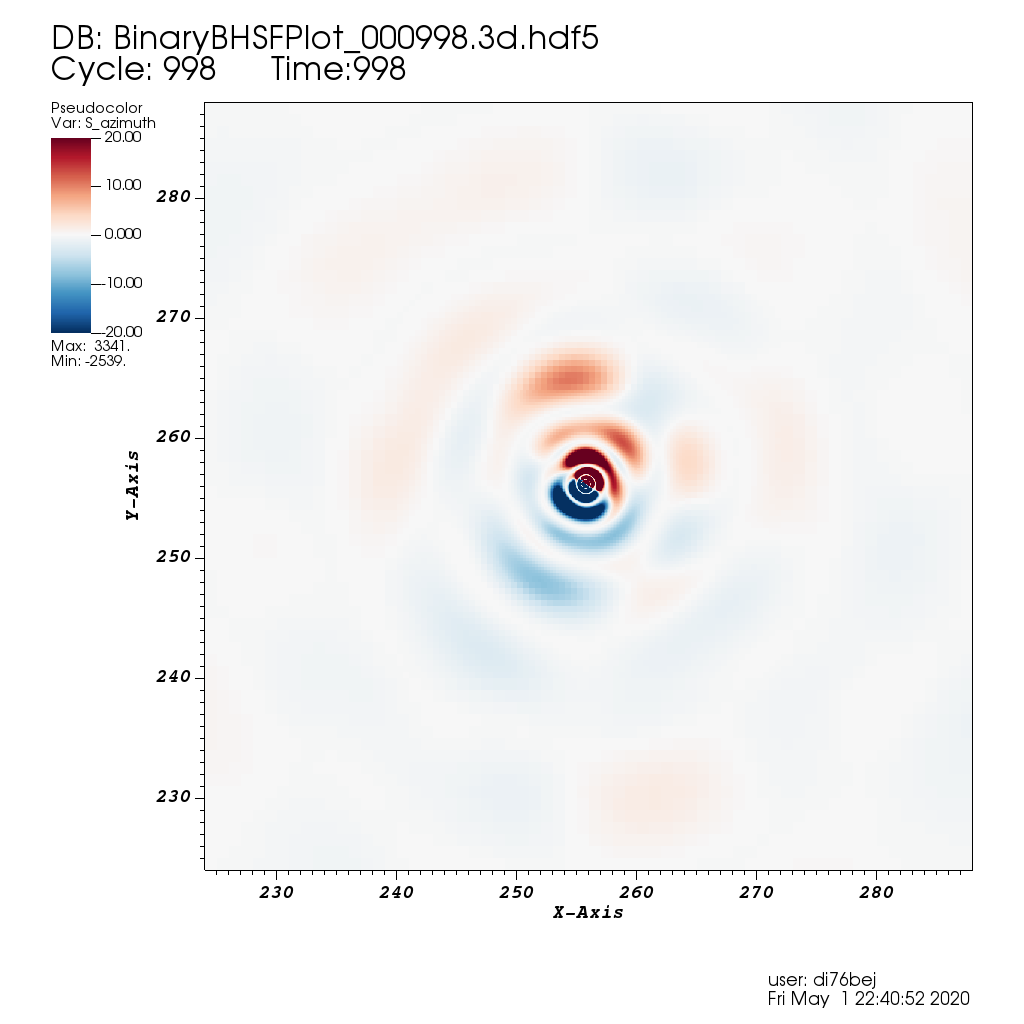 DB: BinaryBHSFPlot_000998.3d.hdf5
Cycle: 998 Time:998
Pseudocolor
Var: S_azimuth
20.00
10.00
0.000
-10.00
-20.00
Max: 3341.
Min: -2539.
280
270
260
250
240
230
Y-Axis
230 240 250 260 270 280
X-Axis
user: di76bej
Fri May 1 22:40:52 2020